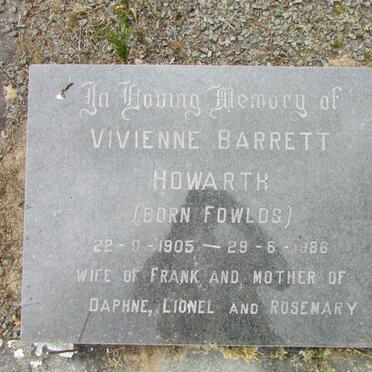 In Loving Memory of
VIVIENNE BARRETT
HOWARTH
(BORN FOWLDS)
22-9-1905 — 29-6-1986
WIFE OF FRANK AND MOTHER OF
DAPHNE, LIONEL AND ROSEMARY